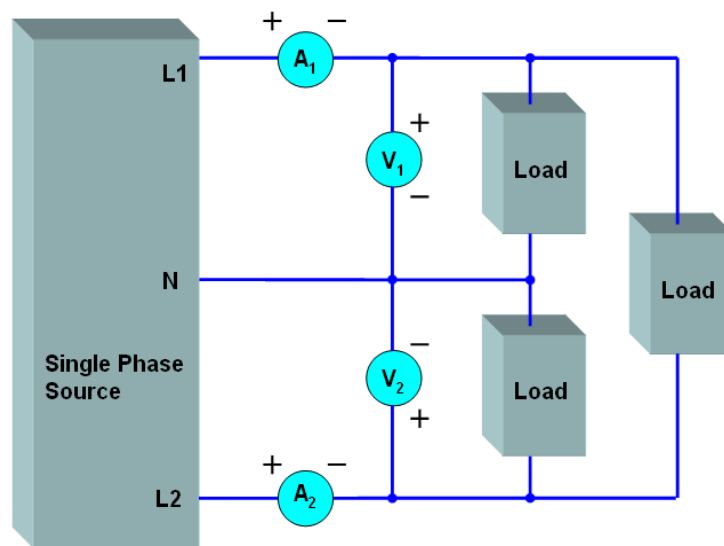 + −
L1 A₁
+
V₁ Load
−
Load
N
−
Single Phase
Source
V₂ Load
+
+ −
L2 A₂